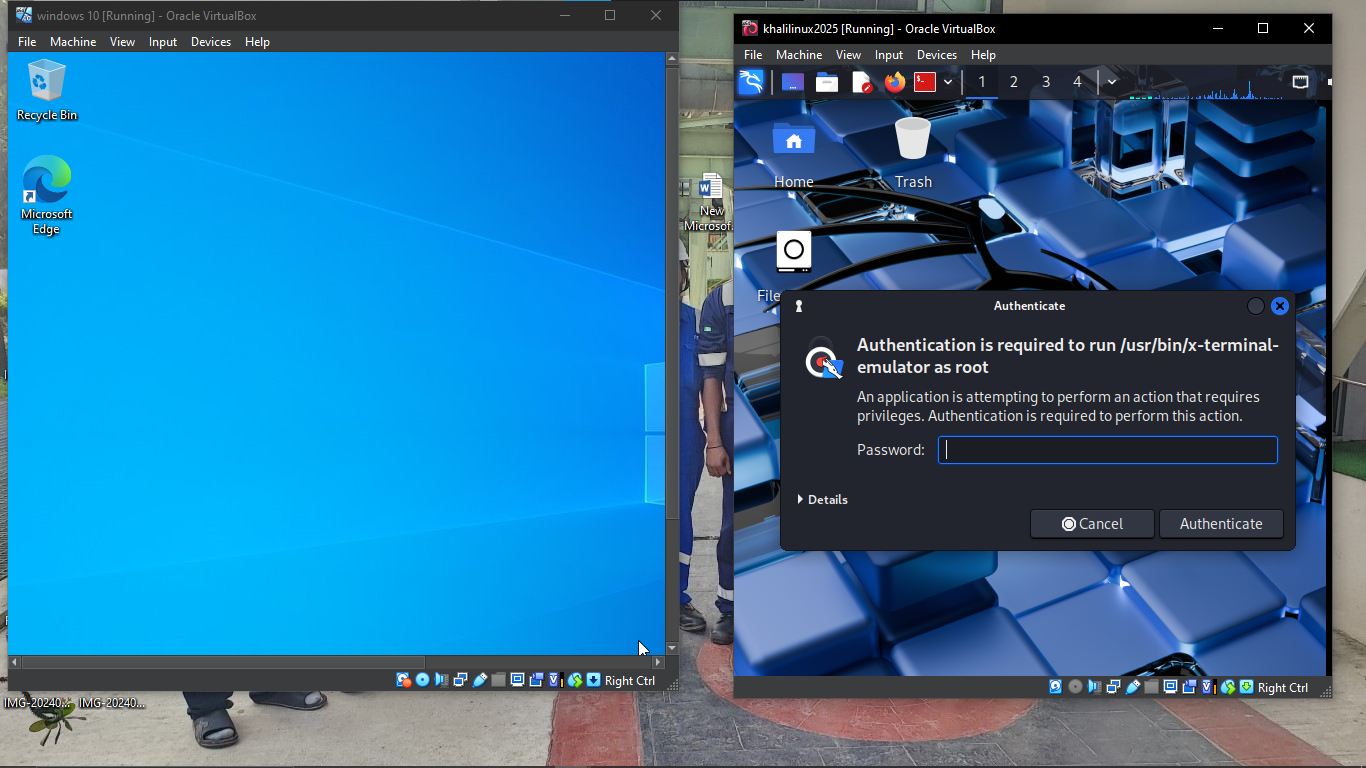 windows 10 [Running] - Oracle VirtualBox
File Machine View Input Devices Help
Recycle Bin
Microsoft
Edge
Right Ctrl
IMG-20240...
IMG-20240...
New
Microsof...
khalilinux2025 [Running] - Oracle VirtualBox
File Machine View Input Devices Help
1 2 3 4
Home
Trash
File
Authenticate
Authentication is required to run /usr/bin/x-terminal-
emulator as root
An application is attempting to perform an action that requires
privileges. Authentication is required to perform this action.
Password:
Details
Cancel
Authenticate
Right Ctrl